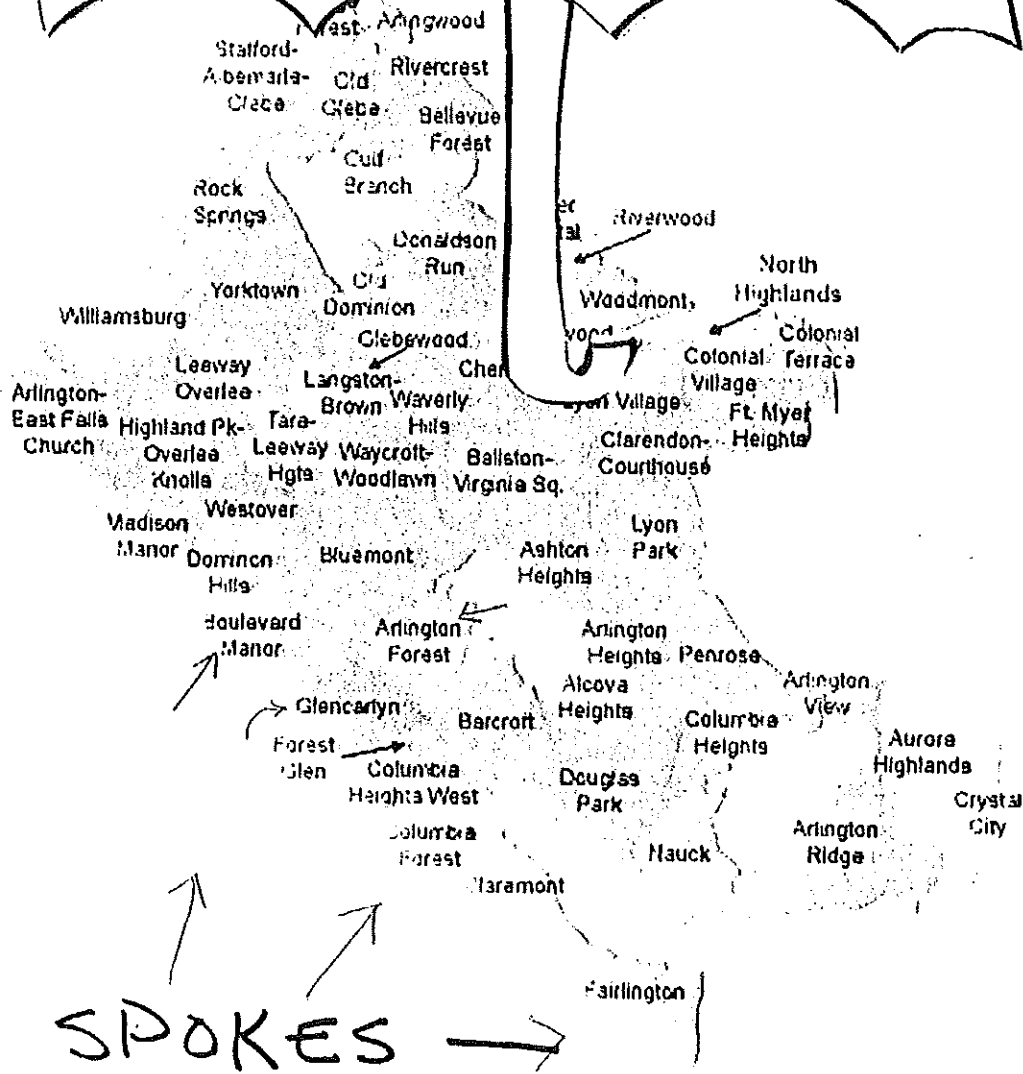 Arlingwood
Stafford-
Albemarle-
Glebe
Old
Glebe
Rivercrest
Bellevue
Forest
Gulf
Branch
Rock
Springs
Riverwood
Donaldson
Run
North
Highlands
Yorktown
Old
Dominion
Woodmont
Williamsburg
Glebewood
Colonial
Terrace
Colonial
Village
Leeway
Overlee
Langston-
Brown
Waverly
Hills
Cher
Lyon Village
Ft. Myer
Heights
Arlington-
East Falls
Church
Highland Pk-
Overlee
Knolls
Tara-
Leeway
Hgts
Waycroft-
Woodlawn
Ballston-
Virginia Sq.
Clarendon-
Courthouse
Westover
Madison
Manor
Dominion
Hills
Bluemont
Ashton
Heights
Lyon
Park
Boulevard
Manor
Arlington
Forest
Arlington
Heights
Penrose
Arlington
View
Glencarlyn
Barcroft
Alcova
Heights
Columbia
Heights
Aurora
Highlands
Forest
Glen
Columbia
Heights West
Douglas
Park
Crystal
City
Columbia
Forest
Nauck
Arlington
Ridge
Claremont
Fairlington
SPOKES